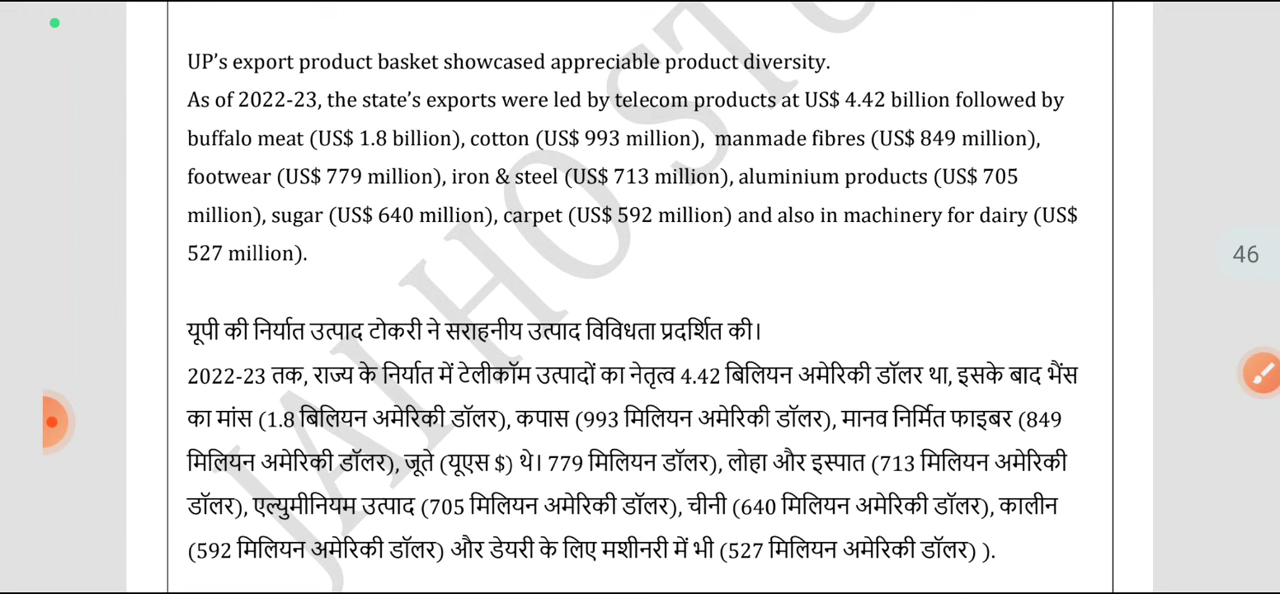 UP’s export product basket showcased appreciable product diversity.
As of 2022-23, the state’s exports were led by telecom products at US$ 4.42 billion followed by
buffalo meat (US$ 1.8 billion), cotton (US$ 993 million), manmade fibres (US$ 849 million),
footwear (US$ 779 million), iron & steel (US$ 713 million), aluminium products (US$ 705
million), sugar (US$ 640 million), carpet (US$ 592 million) and also in machinery for dairy (US$
527 million).
46
यूपी की निर्यात उत्पाद टोकरी ने सराहनीय उत्पाद विविधता प्रदर्शित की।
2022-23 तक, राज्य के निर्यात में टेलीकॉम उत्पादों का नेतृत्व 4.42 बिलियन अमेरिकी डॉलर था, इसके बाद भैंस
का मांस (1.8 बिलियन अमेरिकी डॉलर), कपास (993 मिलियन अमेरिकी डॉलर), मानव निर्मित फाइबर (849
मिलियन अमेरिकी डॉलर), जूते (यूएस $) थे। 779 मिलियन डॉलर), लोहा और इस्पात (713 मिलियन अमेरिकी
डॉलर), एल्युमीनियम उत्पाद (705 मिलियन अमेरिकी डॉलर), चीनी (640 मिलियन अमेरिकी डॉलर), कालीन
(592 मिलियन अमेरिकी डॉलर) और डेयरी के लिए मशीनरी में भी (527 मिलियन अमेरिकी डॉलर) ).
JAI HOST